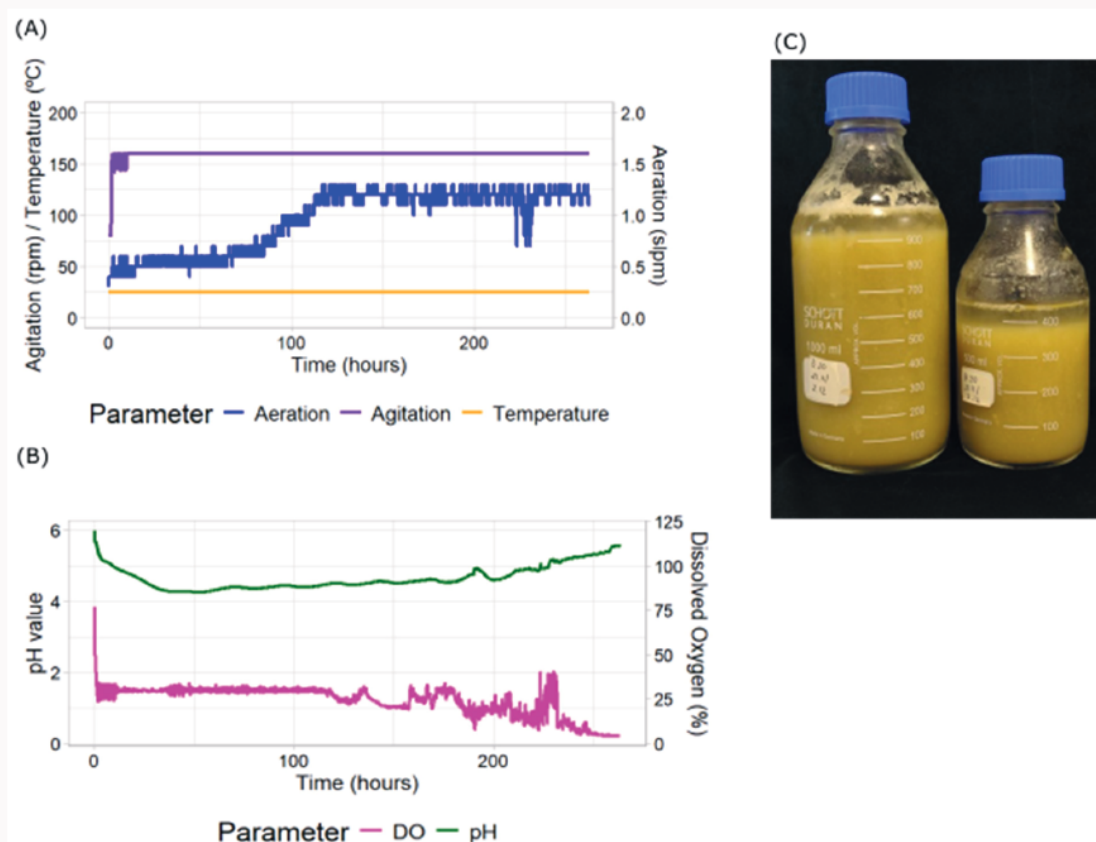 (A)
Agitation (rpm) / Temperature (ºC)
200
150
100
50
0
2.0
1.5
1.0
0.5
0.0
Aeration (slpm)
0 100 200
Time (hours)
Parameter Aeration Agitation Temperature
(B)
pH value
6
4
2
0
125
100
75
50
25
0
Dissolved Oxygen (%)
0 100 200
Time (hours)
Parameter DO pH
(C)
900
800
700
600
500
400
300
200
100
SCHOTT
DURAN
1000 ml
400
300
200
100